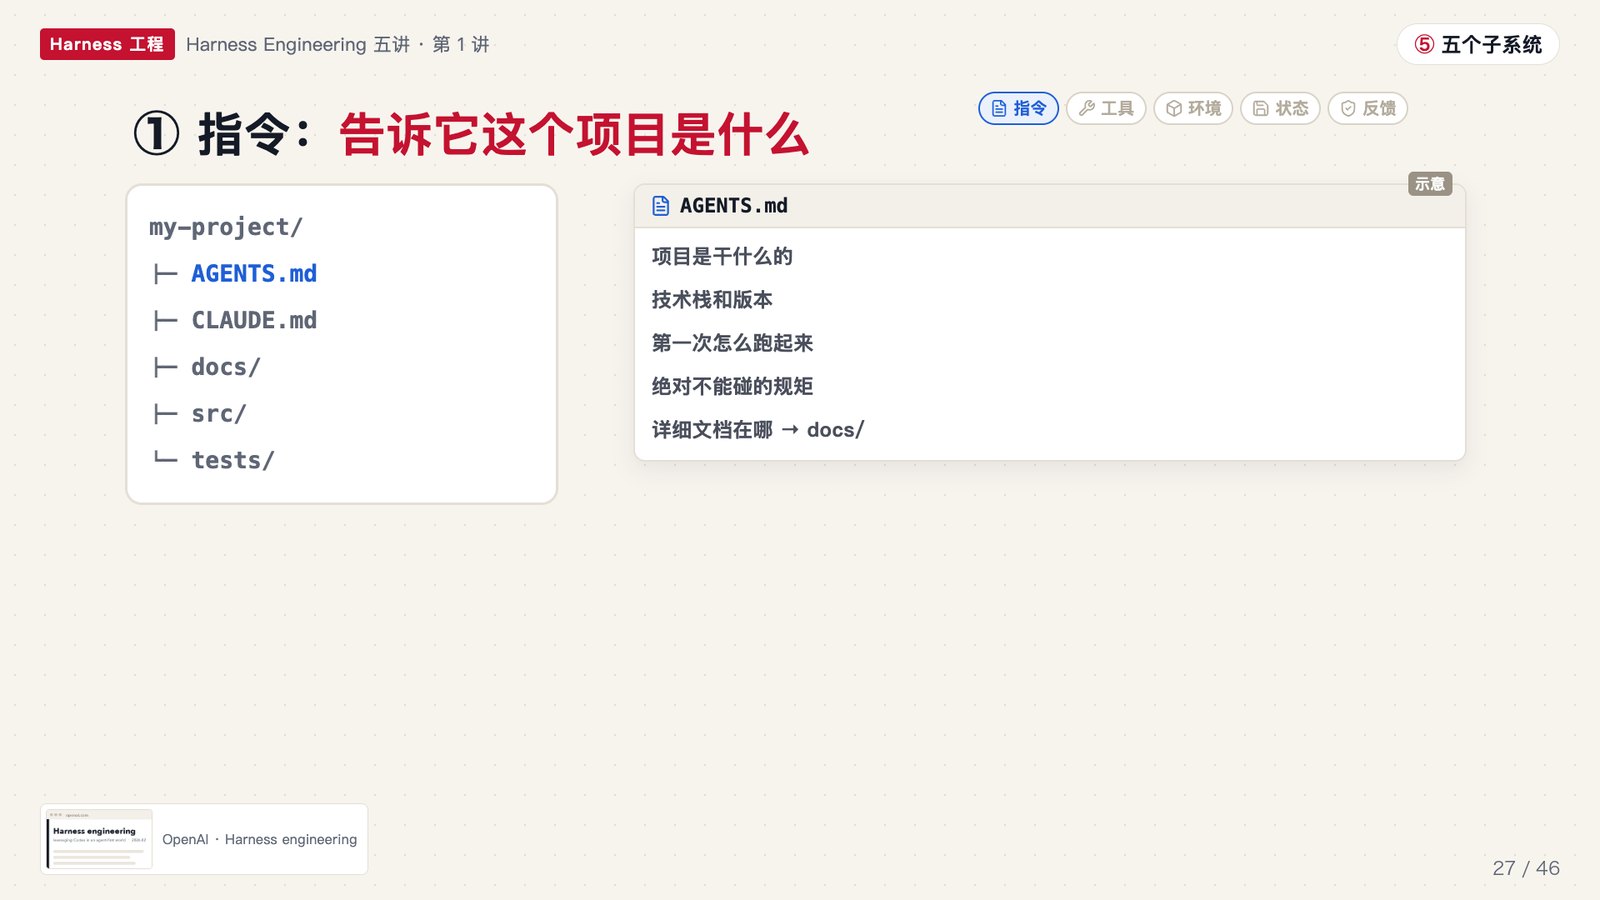 Harness 工程 Harness Engineering 五讲 · 第 1 讲
⑤ 五个子系统
① 指令：告诉它这个项目是什么
指令 工具 环境 状态 反馈
my-project/
├─ AGENTS.md
├─ CLAUDE.md
├─ docs/
├─ src/
└─ tests/
示意
AGENTS.md
项目是干什么的
技术栈和版本
第一次怎么跑起来
绝对不能碰的规矩
详细文档在哪 → docs/
Harness engineering
OpenAI · Harness engineering
27 / 46